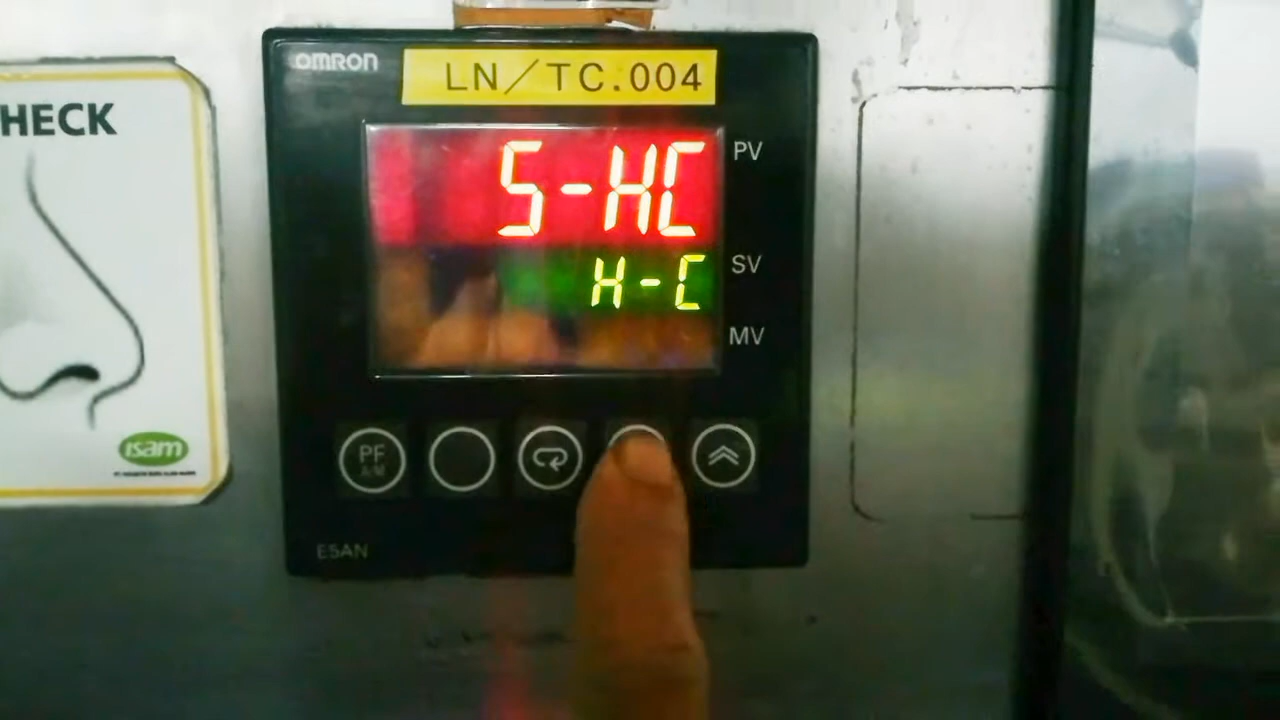 HECK
isam
OMRON
LN/TC.004
S-HC
PV
H-C
SV
MV
PF
A/M
E5AN